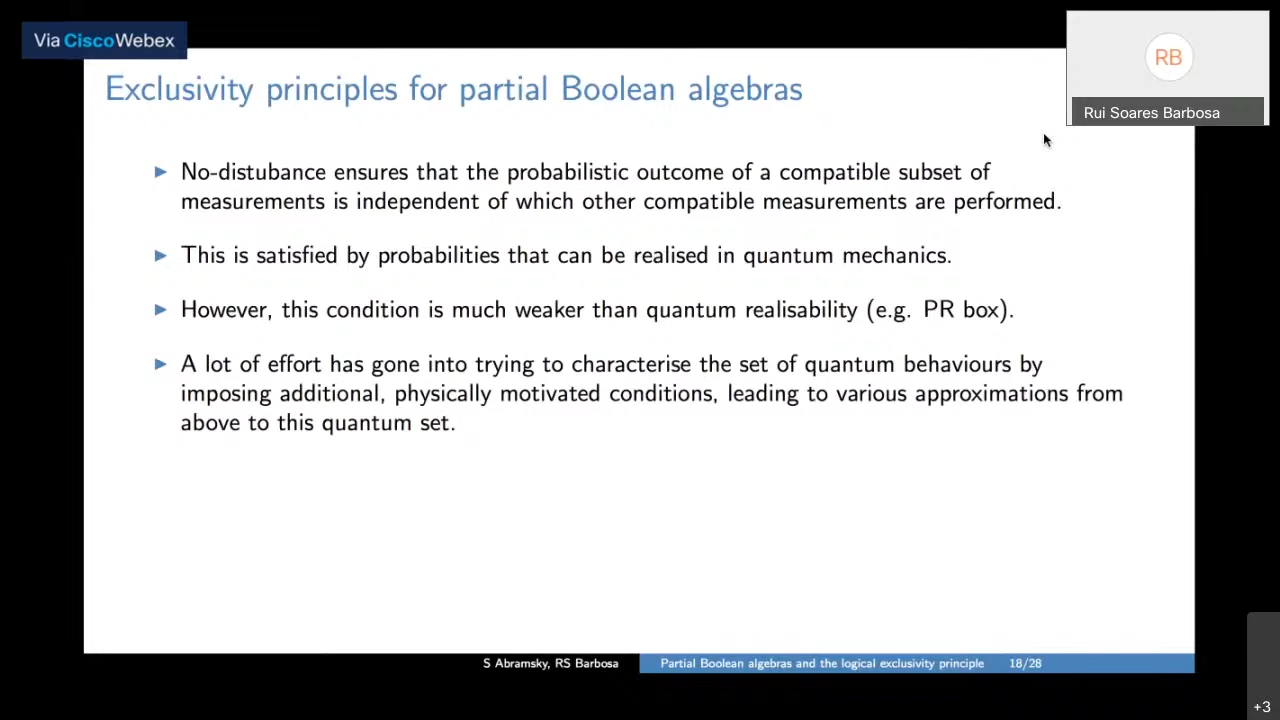 Via CiscoWebex
RB
Rui Soares Barbosa
Exclusivity principles for partial Boolean algebras
No-distubance ensures that the probabilistic outcome of a compatible subset of
measurements is independent of which other compatible measurements are performed.
This is satisfied by probabilities that can be realised in quantum mechanics.
However, this condition is much weaker than quantum realisability (e.g. PR box).
A lot of effort has gone into trying to characterise the set of quantum behaviours by
imposing additional, physically motivated conditions, leading to various approximations from
above to this quantum set.
S Abramsky, RS Barbosa
Partial Boolean algebras and the logical exclusivity principle
18/28
+3